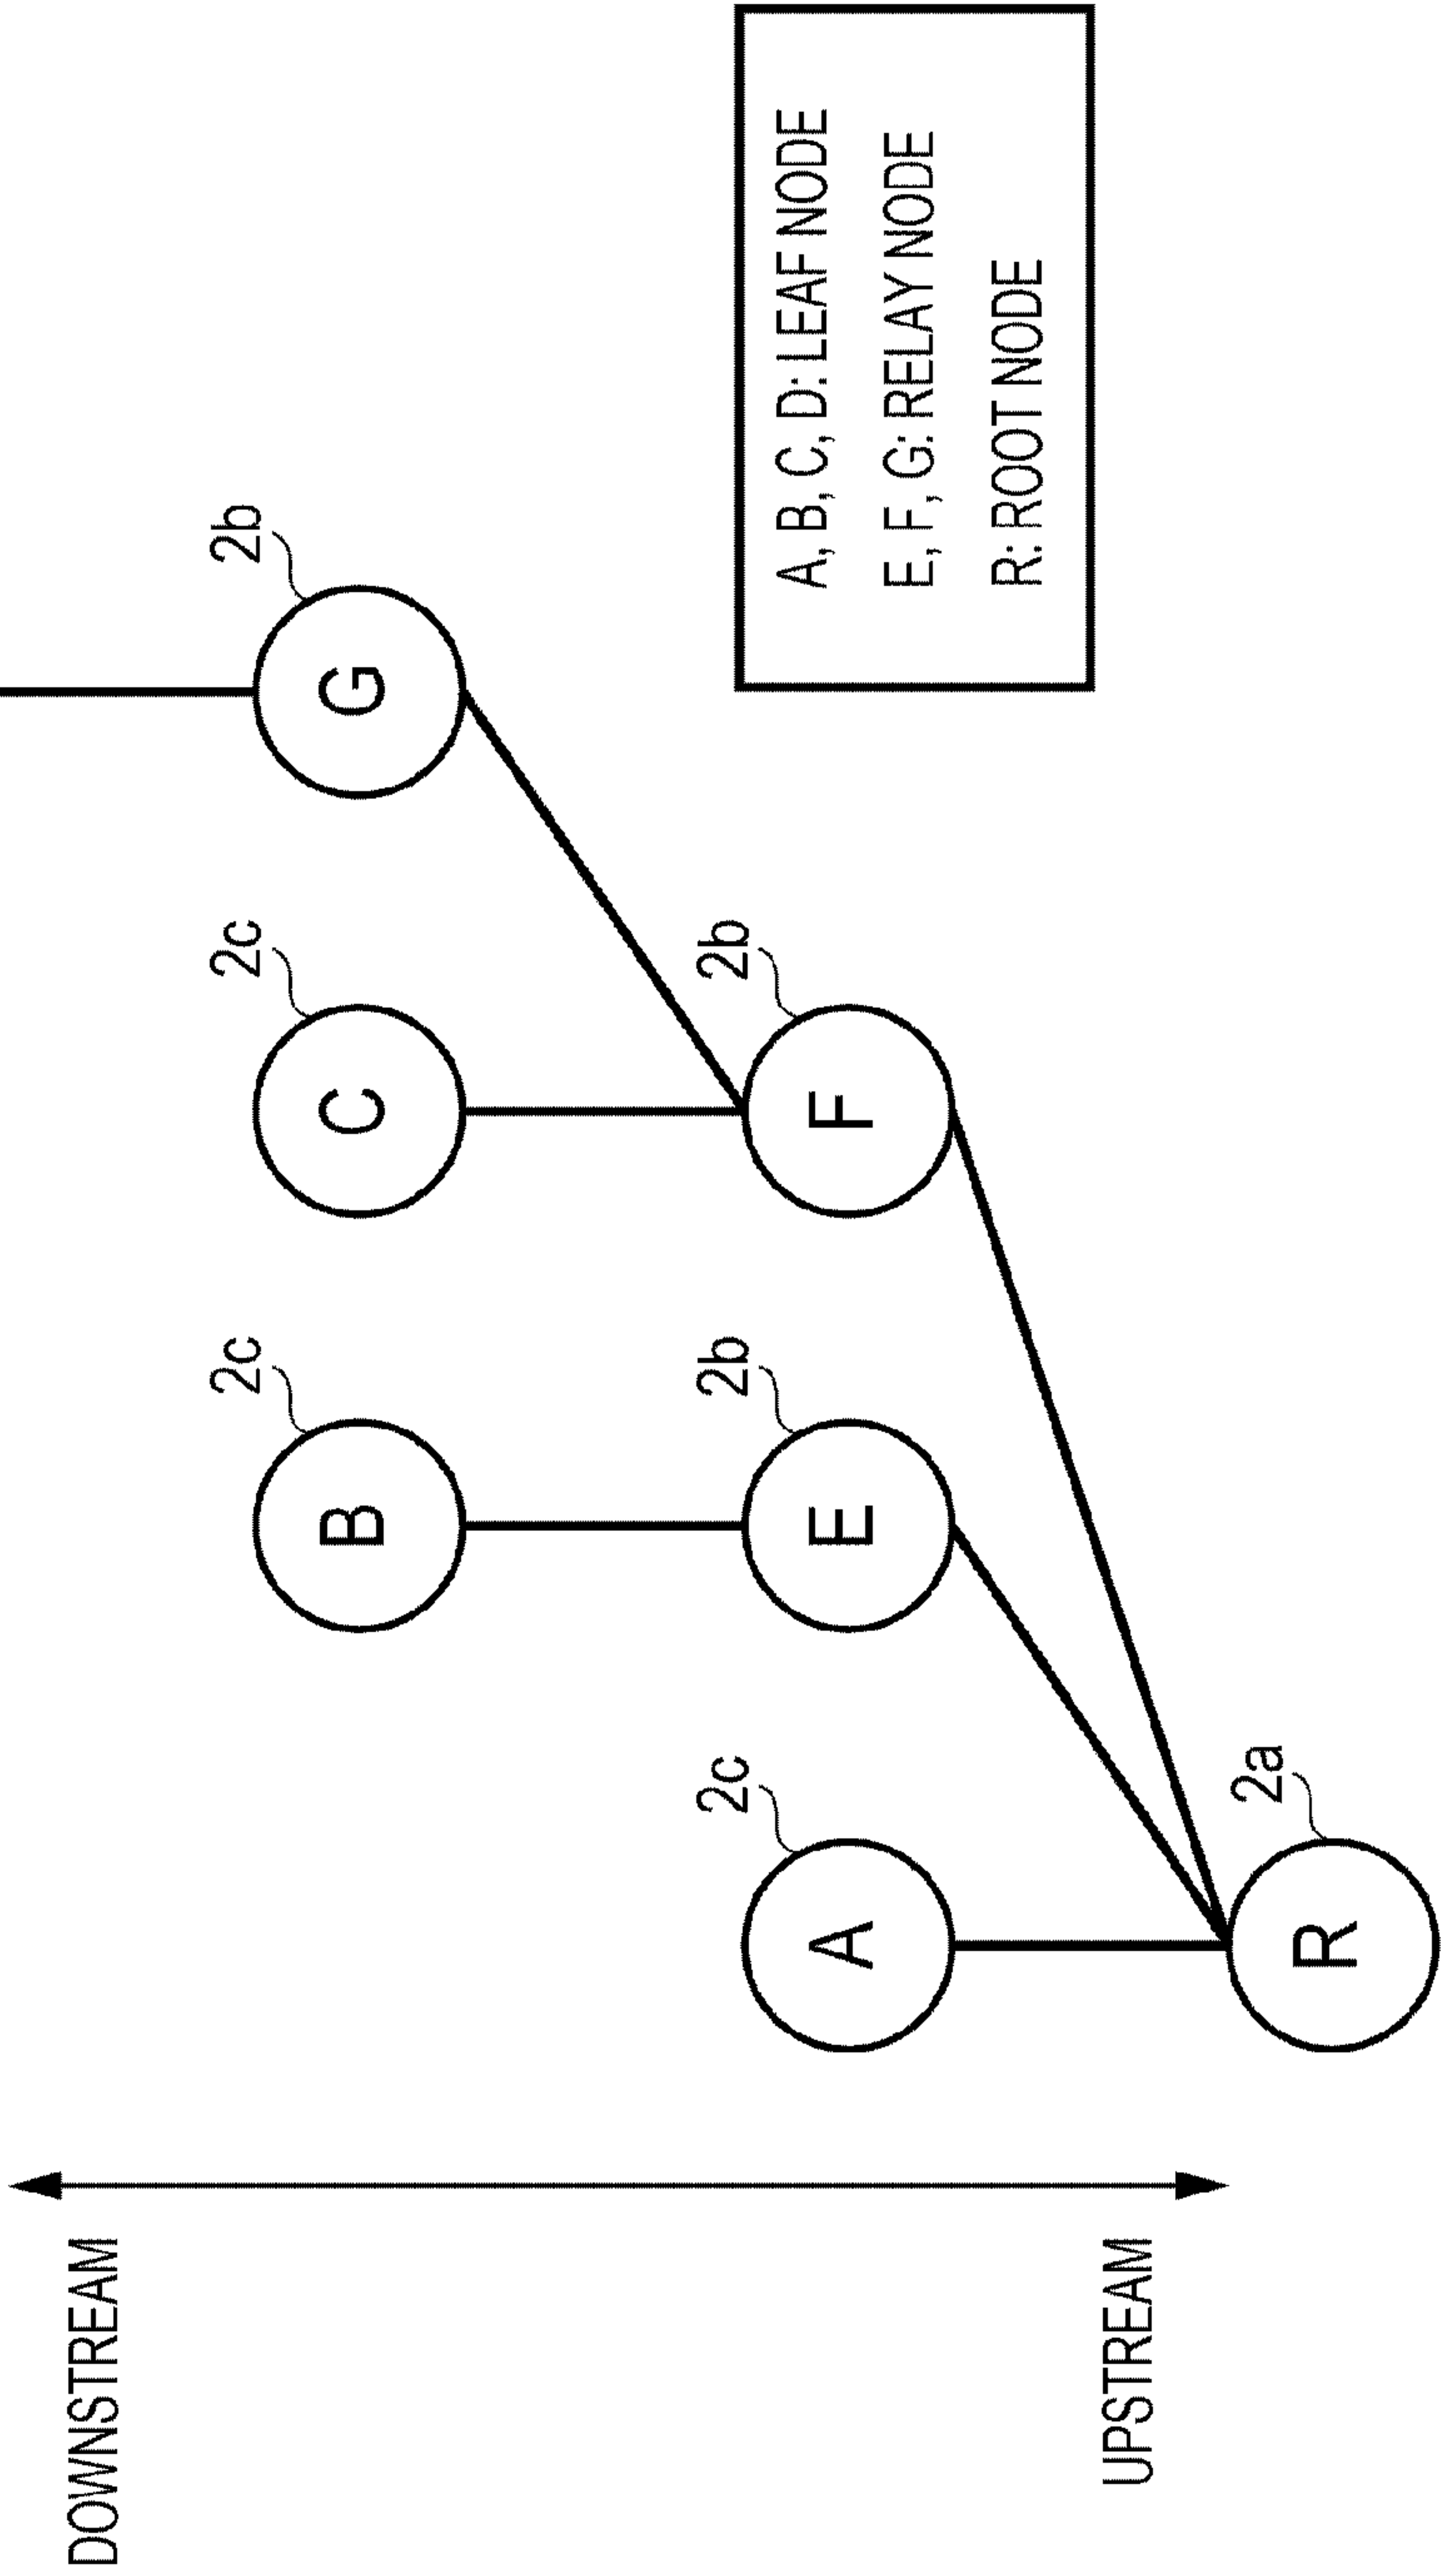 DOWNSTREAM
UPSTREAM
2c
B
2c
C
2b
G
2c
A
2b
E
2b
F
2a
R
A, B, C, D: LEAF NODE
E, F, G: RELAY NODE
R: ROOT NODE